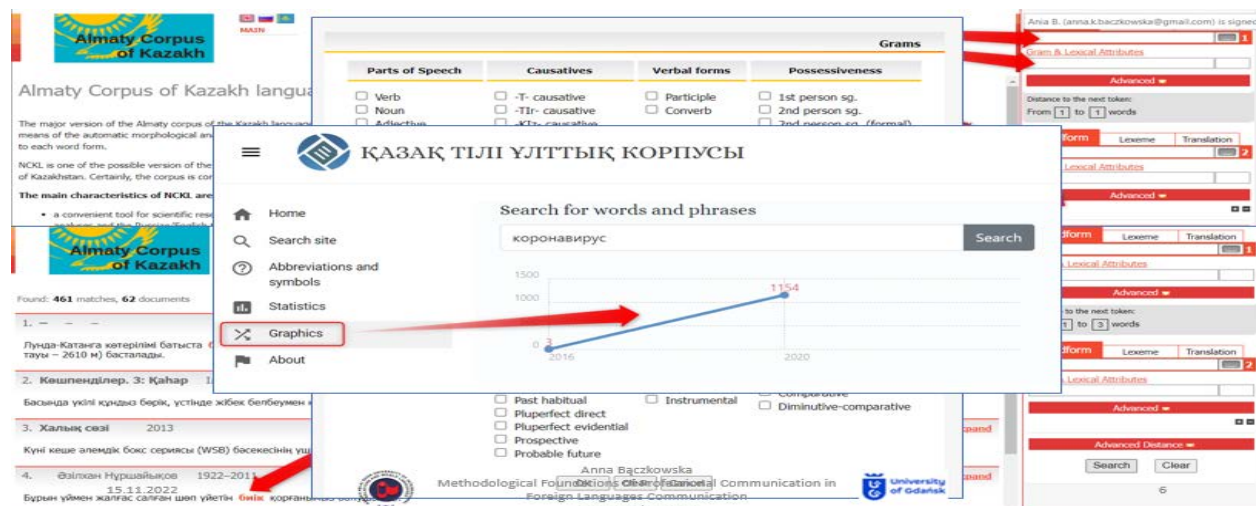 Almaty Corpus
of Kazakh
MAIN
Almaty Corpus of Kazakh
The major version of the Almaty corpus of the Kazakh language
means of the automatic morphological
to each word form.
NCKL is one of the possible version of the
of Kazakhstan. Certainly, the corpus is
The main characteristics of NCKL are
• a convenient tool for scientific
Grams
Parts of Speech Causatives Verbal forms Possessiveness
Verb -T- causative Participle 1st person sg.
Noun -TIr- causative Converb 2nd person sg.
Adjective -KIz- causative 2nd person sg. (formal)
Ania B. (anna.k.baczkowska@gmail.com) is signed
1
Gram & Lexical Attributes
Advanced
Distance to the next token:
From 1 to 1 words
Lexeme Translation
2
Lexical Attributes
Advanced
ҚАЗАҚ ТІЛІ ҰЛТТЫҚ КОРПУСЫ
Home
Search site
Abbreviations and
symbols
Statistics
Graphics
About
Search for words and phrases
коронавирус Search
1500
1000
1154
0 3
2016 2020
Almaty Corpus
of Kazakh
Found: 461 matches, 62 documents
1. – – –
Лунда-Катанга көтерілімі батыста
тауы – 2610 м) басталады.
2. Көшпенділер. 3: Қаһар
Басында үкілі құндыз бөрік, үстінде жібек белбеумен
3. Халық сөзі 2013
Күні кеше әлемдік бокс сериясы (WSB) бәсекесінің
4. Әзілхан Нұршайықов 1922–2011
Бұрын үймен жалғас салған шөп үйетін биік
Past habitual Instrumental Comparative
Pluperfect direct Diminutive-comparative
Pluperfect evidential
Prospective
Probable future
OK Clear Cancel
Lexeme Translation
1
Lexical Attributes
Advanced
to the next token:
1 to 3 words
Lexeme Translation
2
Lexical Attributes
Advanced
Advanced Distance
Search Clear
expand
15.11.2022
Anna Bączkowska
Methodological Foundations of Professional Communication in
Foreign Languages Communication
University
of Gdańsk
6